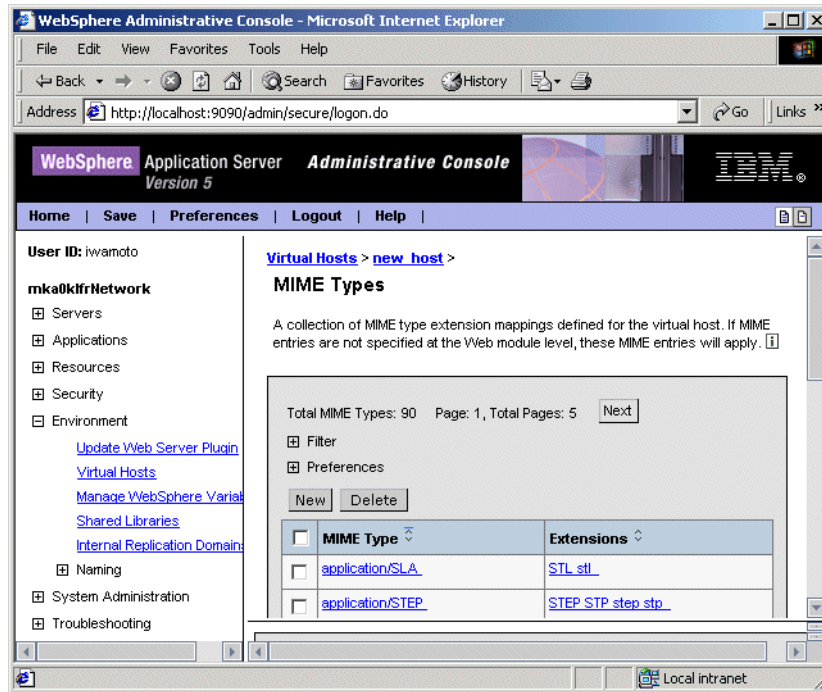 WebSphere Administrative Console - Microsoft Internet Explorer
File Edit View Favorites Tools Help
Back Search Favorites History
Address http://localhost:9090/admin/secure/logon.do Go Links »
WebSphere Application Server Administrative Console
Version 5
IBM®
Home | Save | Preferences | Logout | Help |
User ID: iwamoto
mka0klfrNetwork
Servers
Applications
Resources
Security
Environment
Update Web Server Plugin
Virtual Hosts
Manage WebSphere Variab
Shared Libraries
Internal Replication Domain
Naming
System Administration
Troubleshooting
Virtual Hosts > new_host >
MIME Types
A collection of MIME type extension mappings defined for the virtual host. If MIME
entries are not specified at the Web module level, these MIME entries will apply. i
Total MIME Types: 90 Page: 1, Total Pages: 5 Next
Filter
Preferences
New Delete
MIME Type Extensions
application/SLA STL stl
application/STEP STEP STP step stp
Local intranet